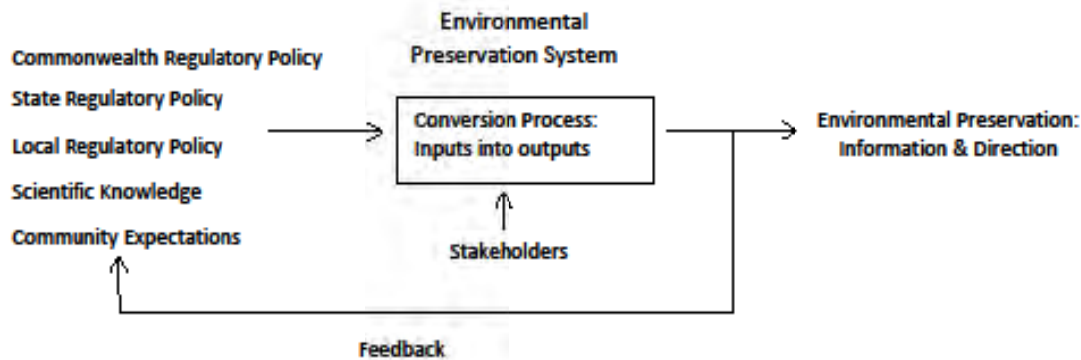 Environmental
Preservation System
Commonwealth Regulatory Policy
State Regulatory Policy
Local Regulatory Policy
Scientific Knowledge
Community Expectations
Conversion Process:
Inputs into outputs
Stakeholders
Environmental Preservation:
Information & Direction
Feedback